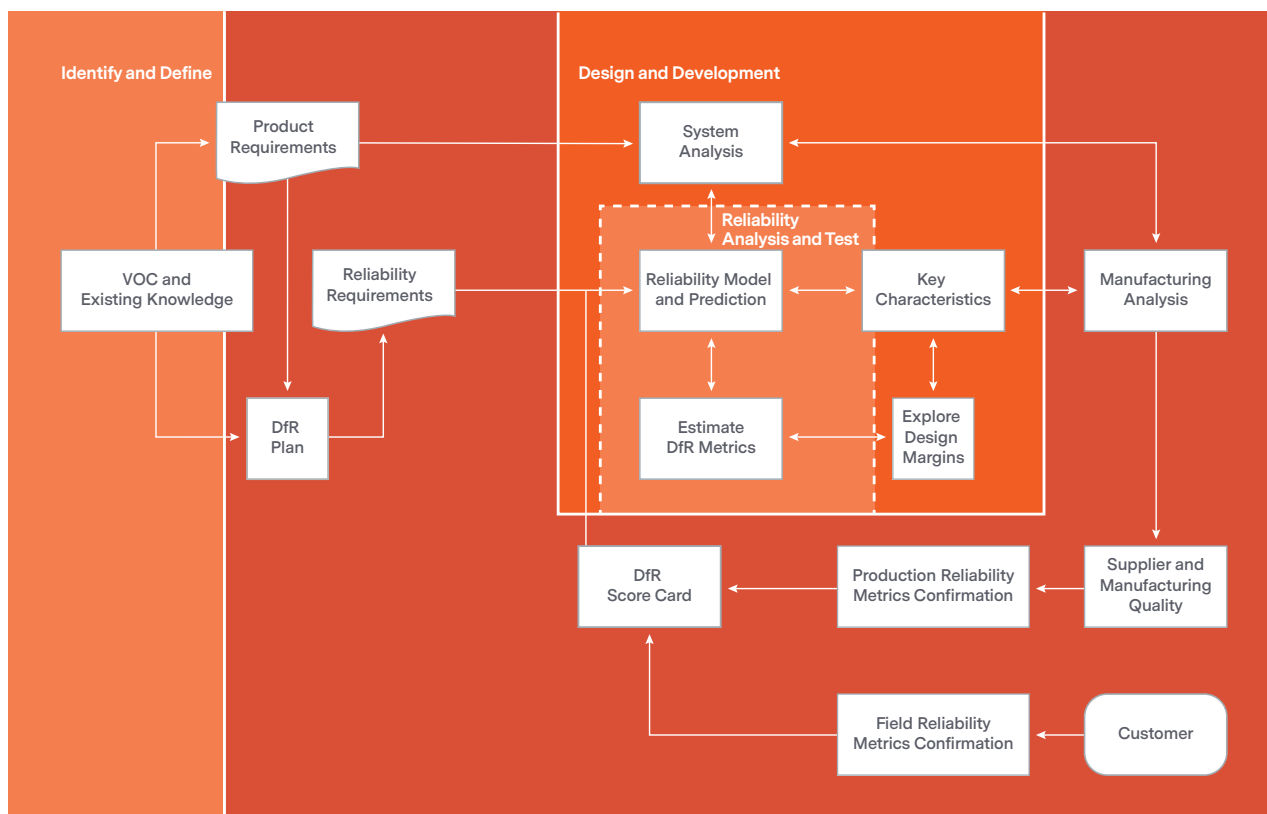 Identify and Define
Design and Development
Product
Requirements
System
Analysis
Reliability
Analysis and Test
VOC and
Existing Knowledge
Reliability
Requirements
Reliability Model
and Prediction
Key
Characteristics
Manufacturing
Analysis
DfR
Plan
Estimate
DfR Metrics
Explore
Design
Margins
DfR
Score Card
Production Reliability
Metrics Confirmation
Supplier and
Manufacturing
Quality
Field Reliability
Metrics Confirmation
Customer